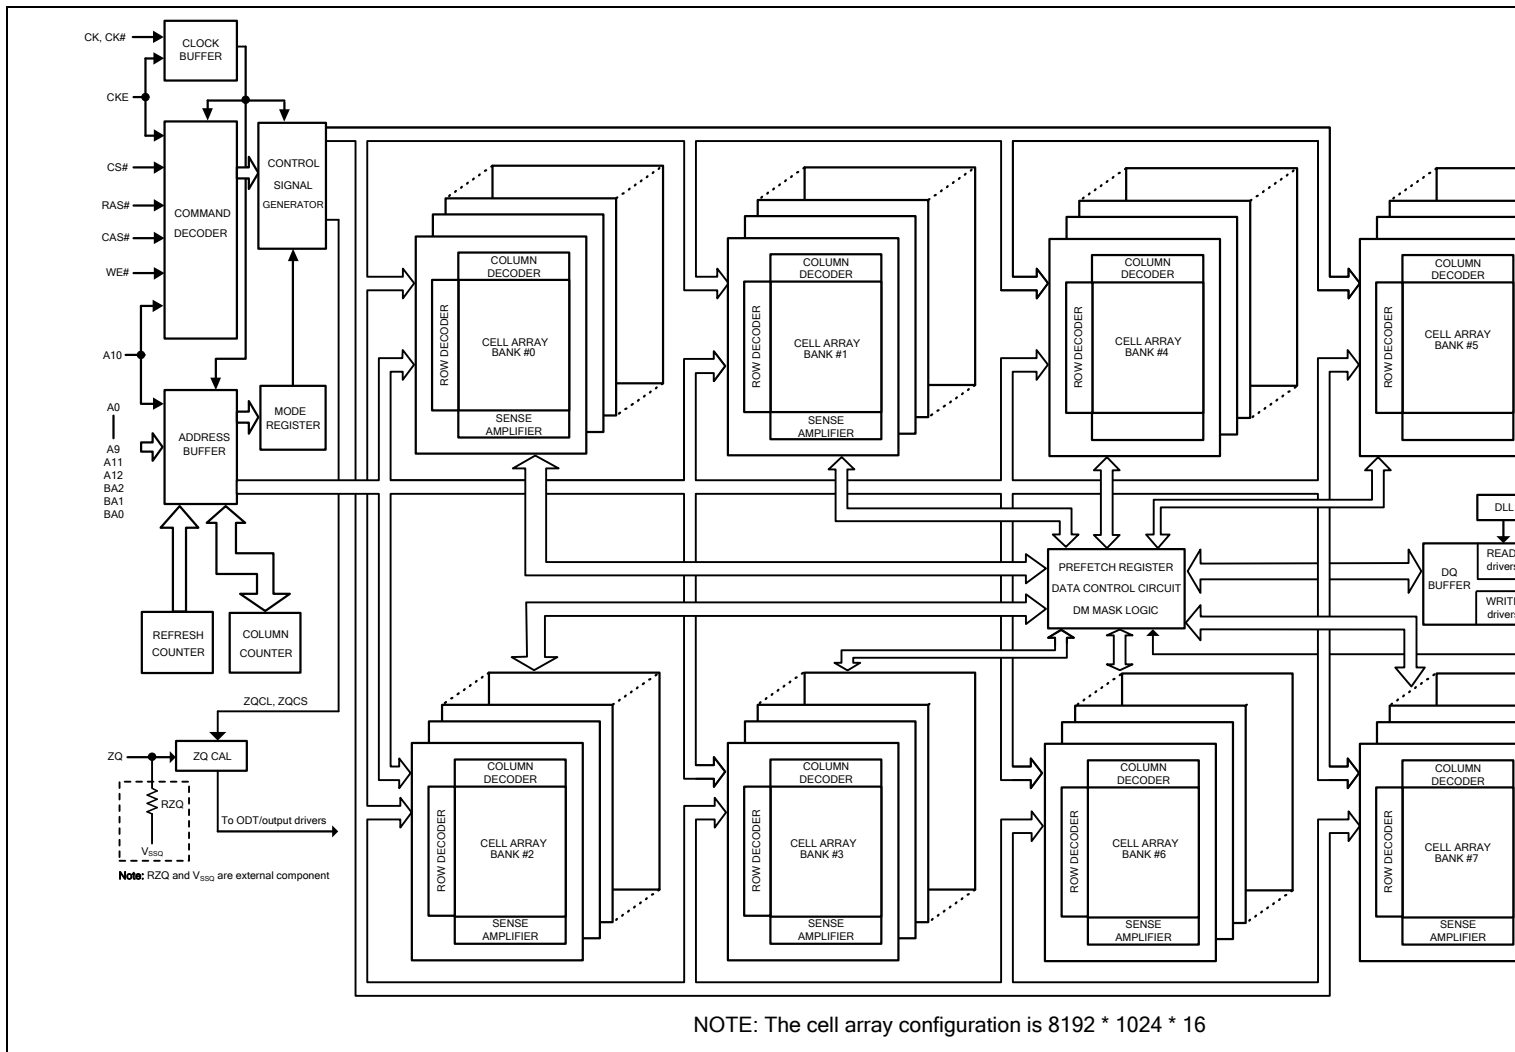 CK, CK#
CLOCK
BUFFER
CKE
CS#
RAS#
CAS#
WE#
COMMAND
DECODER
CONTROL
SIGNAL
GENERATOR
A10
A0
A9
A11
A12
BA2
BA1
BA0
ADDRESS
BUFFER
MODE
REGISTER
REFRESH
COUNTER
COLUMN
COUNTER
ZQCL, ZQCS
ZQ
ZQ CAL
RZQ
VSSQ
To ODT/output drivers
Note: RZQ and VSSQ are external component
COLUMN
DECODER
ROW DECODER
CELL ARRAY
BANK #0
SENSE
AMPLIFIER
COLUMN
DECODER
ROW DECODER
CELL ARRAY
BANK #1
SENSE
AMPLIFIER
COLUMN
DECODER
ROW DECODER
CELL ARRAY
BANK #4
COLUMN
DECODER
ROW DECODER
CELL ARRAY
BANK #5
PREFETCH REGISTER
DATA CONTROL CIRCUIT
DM MASK LOGIC
DLL
DQ
BUFFER
READ
drivers
WRITE
drivers
COLUMN
DECODER
ROW DECODER
CELL ARRAY
BANK #2
SENSE
AMPLIFIER
COLUMN
DECODER
ROW DECODER
CELL ARRAY
BANK #3
SENSE
AMPLIFIER
COLUMN
DECODER
ROW DECODER
CELL ARRAY
BANK #6
SENSE
AMPLIFIER
COLUMN
DECODER
ROW DECODER
CELL ARRAY
BANK #7
SENSE
AMPLIFIER
NOTE: The cell array configuration is 8192 * 1024 * 16